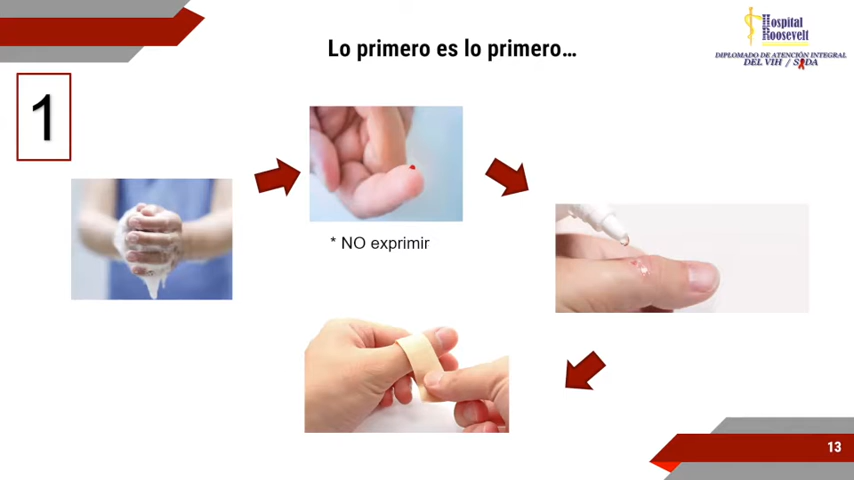 Lo primero es lo primero…
Hospital
Roosevelt
DIPLOMADO DE ATENCIÓN INTEGRAL
DEL VIH / SIDA
1
* NO exprimir
13